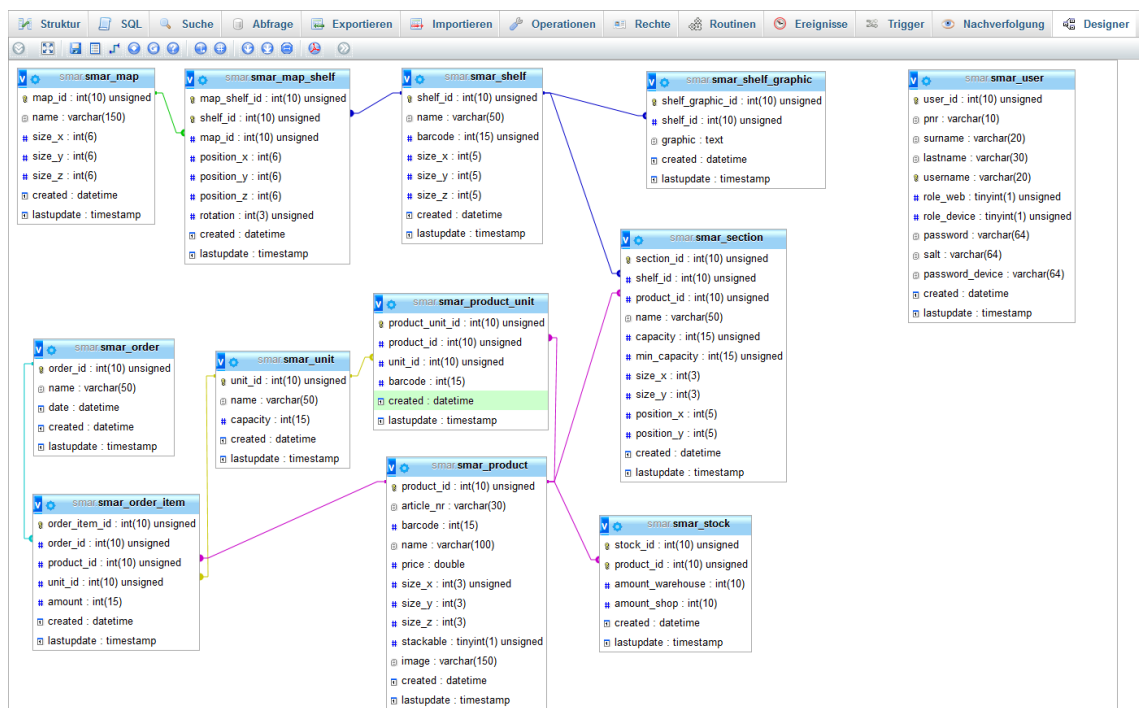 Struktur SQL Suche Abfrage Exportieren Importieren Operationen Rechte Routinen Ereignisse Trigger Nachverfolgung Designer
v smar.smar_map
map_id : int(10) unsigned
name : varchar(150)
# size_x : int(6)
# size_y : int(6)
# size_z : int(6)
created : datetime
lastupdate : timestamp
v smar.smar_map_shelf
map_shelf_id : int(10) unsigned
shelf_id : int(10) unsigned
# map_id : int(10) unsigned
# position_x : int(6)
# position_y : int(6)
# position_z : int(6)
# rotation : int(3) unsigned
created : datetime
lastupdate : timestamp
v smar.smar_shelf
shelf_id : int(10) unsigned
name : varchar(50)
# barcode : int(15) unsigned
# size_x : int(5)
# size_y : int(5)
# size_z : int(5)
created : datetime
lastupdate : timestamp
v smar.smar_shelf_graphic
shelf_graphic_id : int(10) unsigned
# shelf_id : int(10) unsigned
graphic : text
created : datetime
lastupdate : timestamp
v smar.smar_user
user_id : int(10) unsigned
pnr : varchar(10)
surname : varchar(20)
lastname : varchar(30)
username : varchar(20)
# role_web : tinyint(1) unsigned
# role_device : tinyint(1) unsigned
password : varchar(64)
salt : varchar(64)
password_device : varchar(64)
created : datetime
lastupdate : timestamp
v smar.smar_section
section_id : int(10) unsigned
# shelf_id : int(10) unsigned
# product_id : int(10) unsigned
name : varchar(50)
# capacity : int(15) unsigned
# min_capacity : int(15) unsigned
# size_x : int(3)
# size_y : int(3)
# position_x : int(5)
# position_y : int(5)
created : datetime
lastupdate : timestamp
v smar.smar_product_unit
product_unit_id : int(10) unsigned
# product_id : int(10) unsigned
# unit_id : int(10) unsigned
# barcode : int(15)
created : datetime
lastupdate : timestamp
v smar.smar_order
order_id : int(10) unsigned
name : varchar(50)
date : datetime
created : datetime
lastupdate : timestamp
v smar.smar_unit
unit_id : int(10) unsigned
name : varchar(50)
# capacity : int(15)
created : datetime
lastupdate : timestamp
v smar.smar_product
product_id : int(10) unsigned
article_nr : varchar(30)
# barcode : int(15)
name : varchar(100)
# price : double
# size_x : int(3) unsigned
# size_y : int(3)
# size_z : int(3)
# stackable : tinyint(1) unsigned
image : varchar(150)
created : datetime
lastupdate : timestamp
v smar.smar_order_item
order_item_id : int(10) unsigned
# order_id : int(10) unsigned
# product_id : int(10) unsigned
# unit_id : int(10) unsigned
# amount : int(15)
created : datetime
lastupdate : timestamp
v smar.smar_stock
stock_id : int(10) unsigned
product_id : int(10) unsigned
# amount_warehouse : int(10)
# amount_shop : int(10)
created : datetime
lastupdate : timestamp